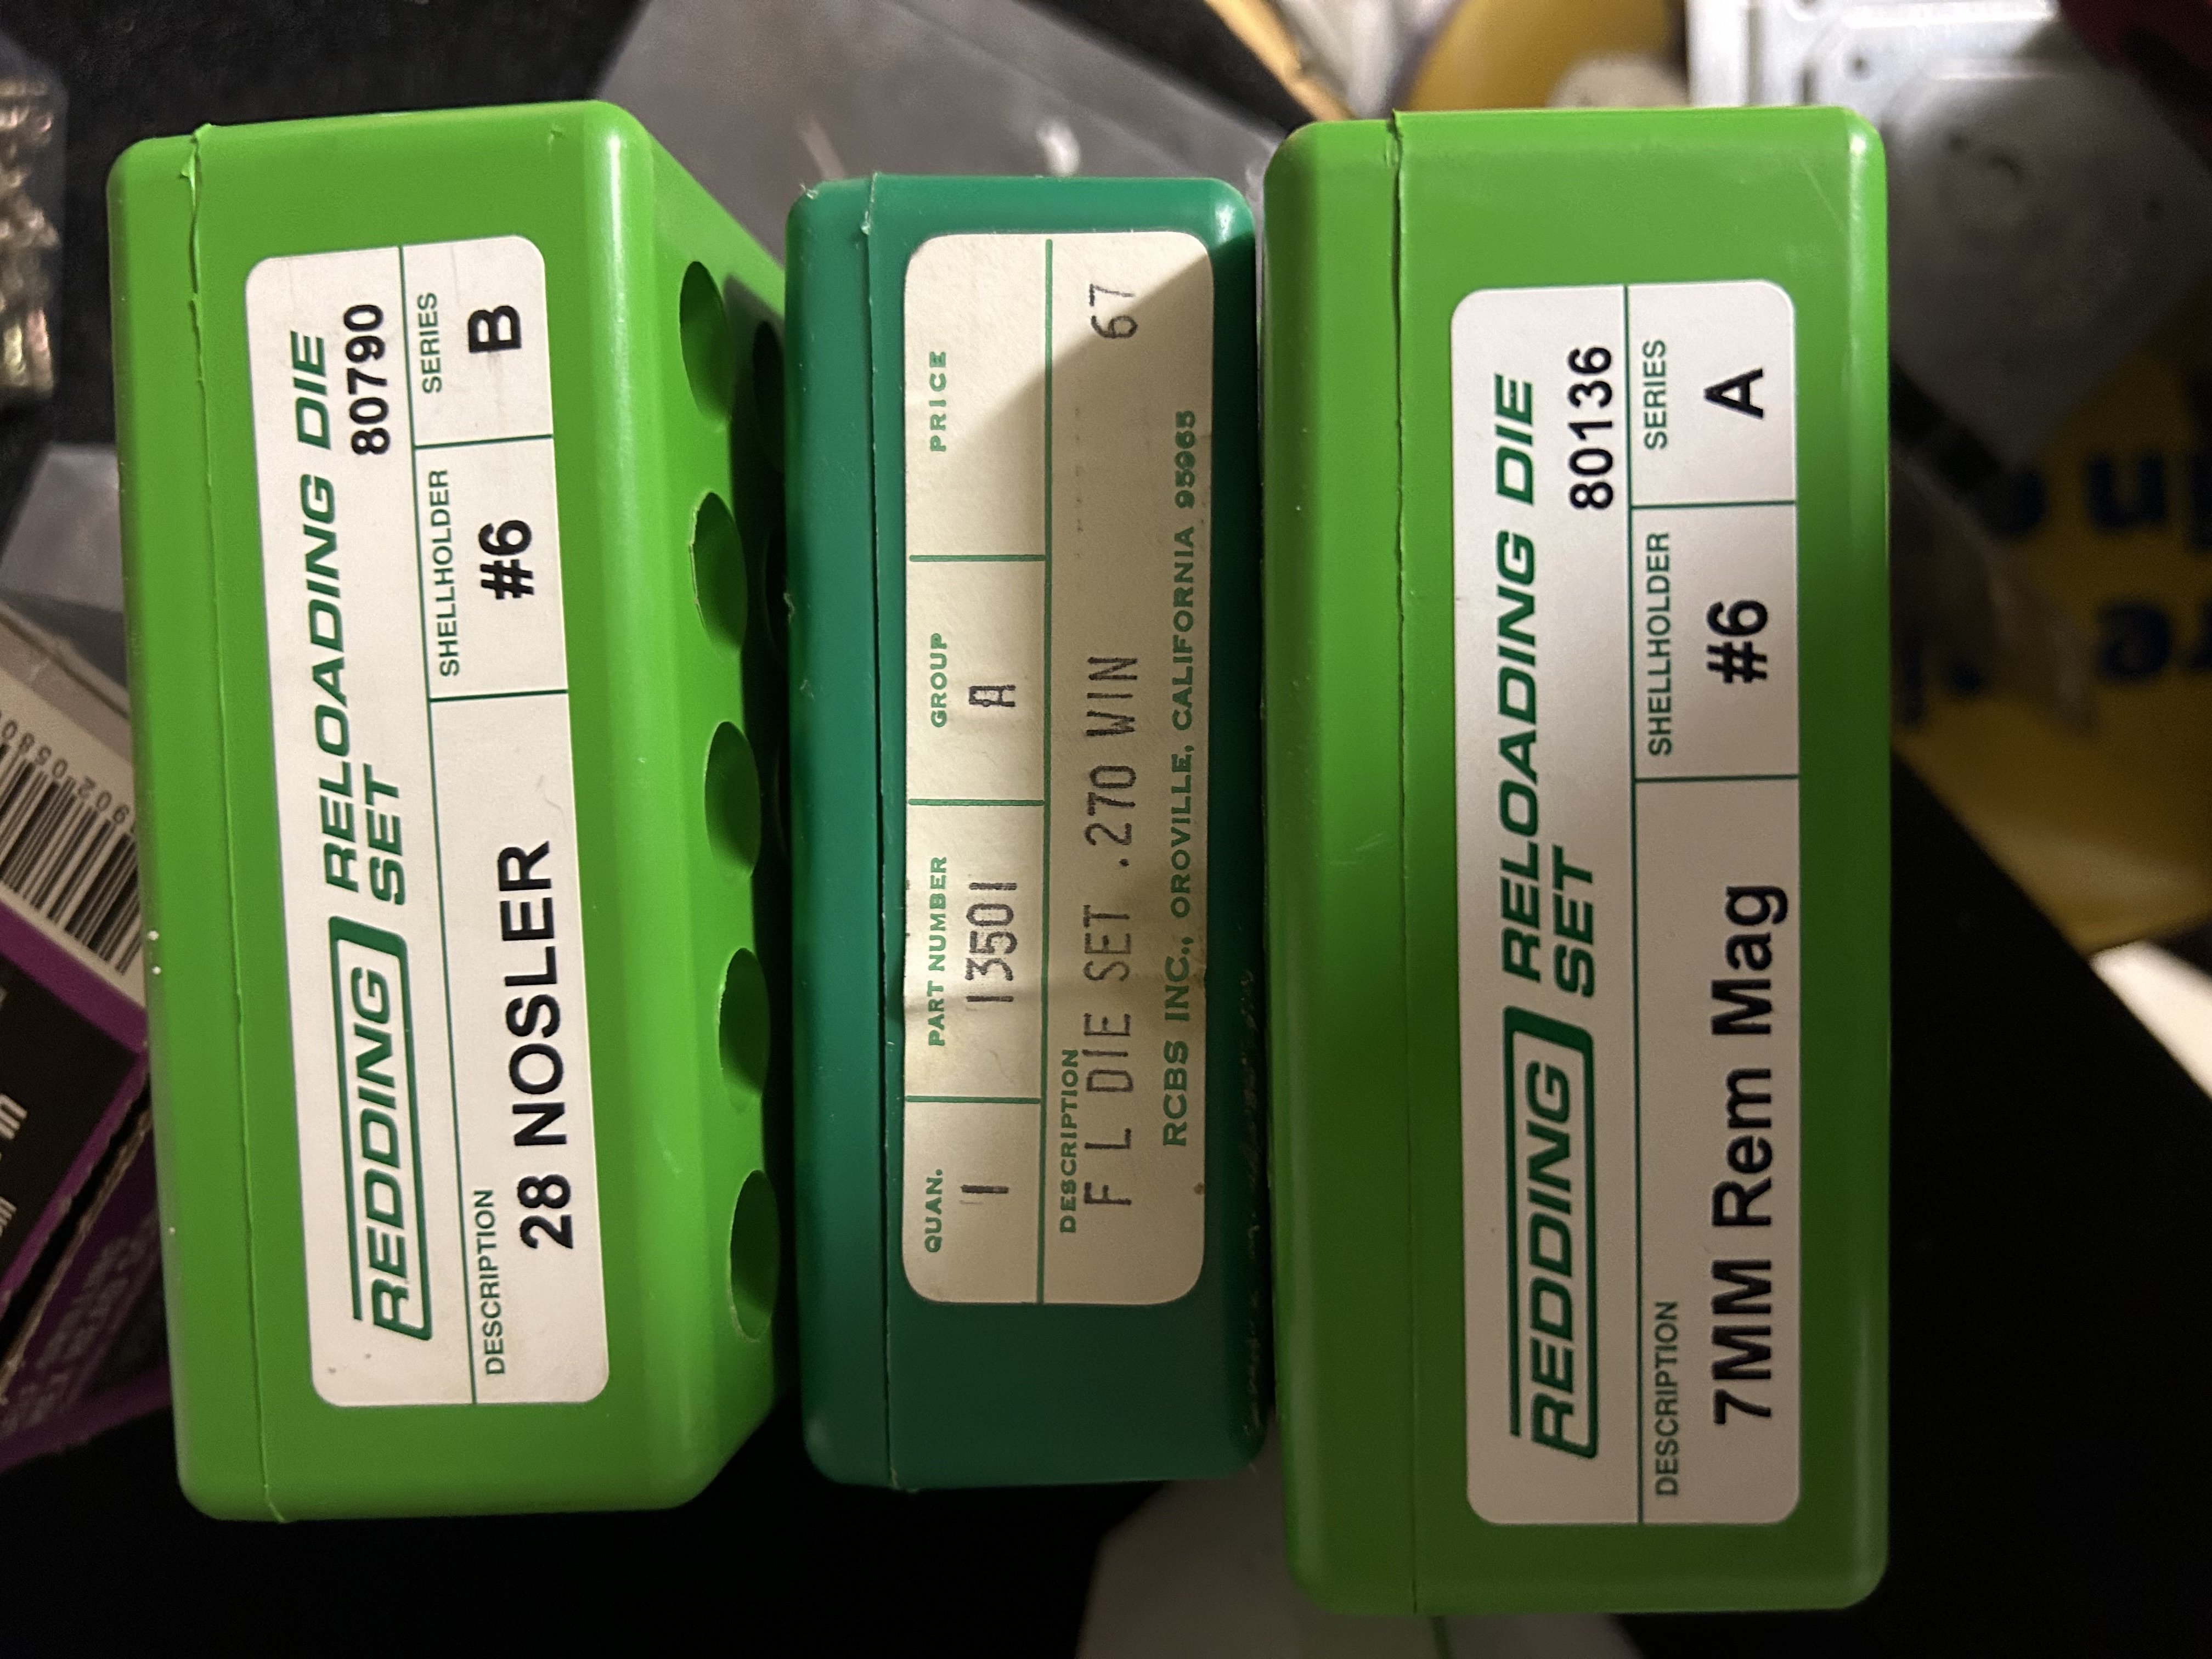 REDDING RELOADING DIE
SET 80790
DESCRIPTION SHELLHOLDER SERIES
28 NOSLER #6 B
QUAN. PART NUMBER GROUP PRICE
1 13501 A
DESCRIPTION
F L DIE SET .270 WIN 67
RCBS INC., OROVILLE, CALIFORNIA 95965
REDDING RELOADING DIE
SET 80136
DESCRIPTION SHELLHOLDER SERIES
7MM Rem Mag #6 A